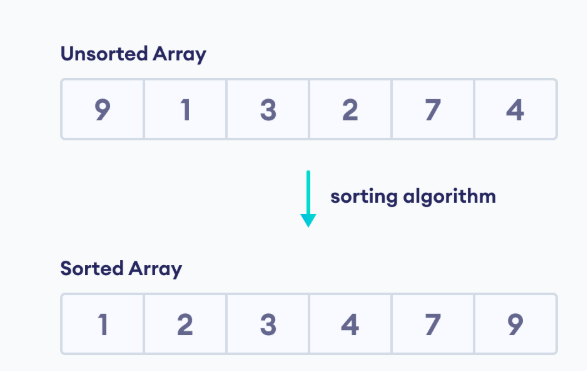 Unsorted Array
9 1 3 2 7 4
sorting algorithm
Sorted Array
1 2 3 4 7 9